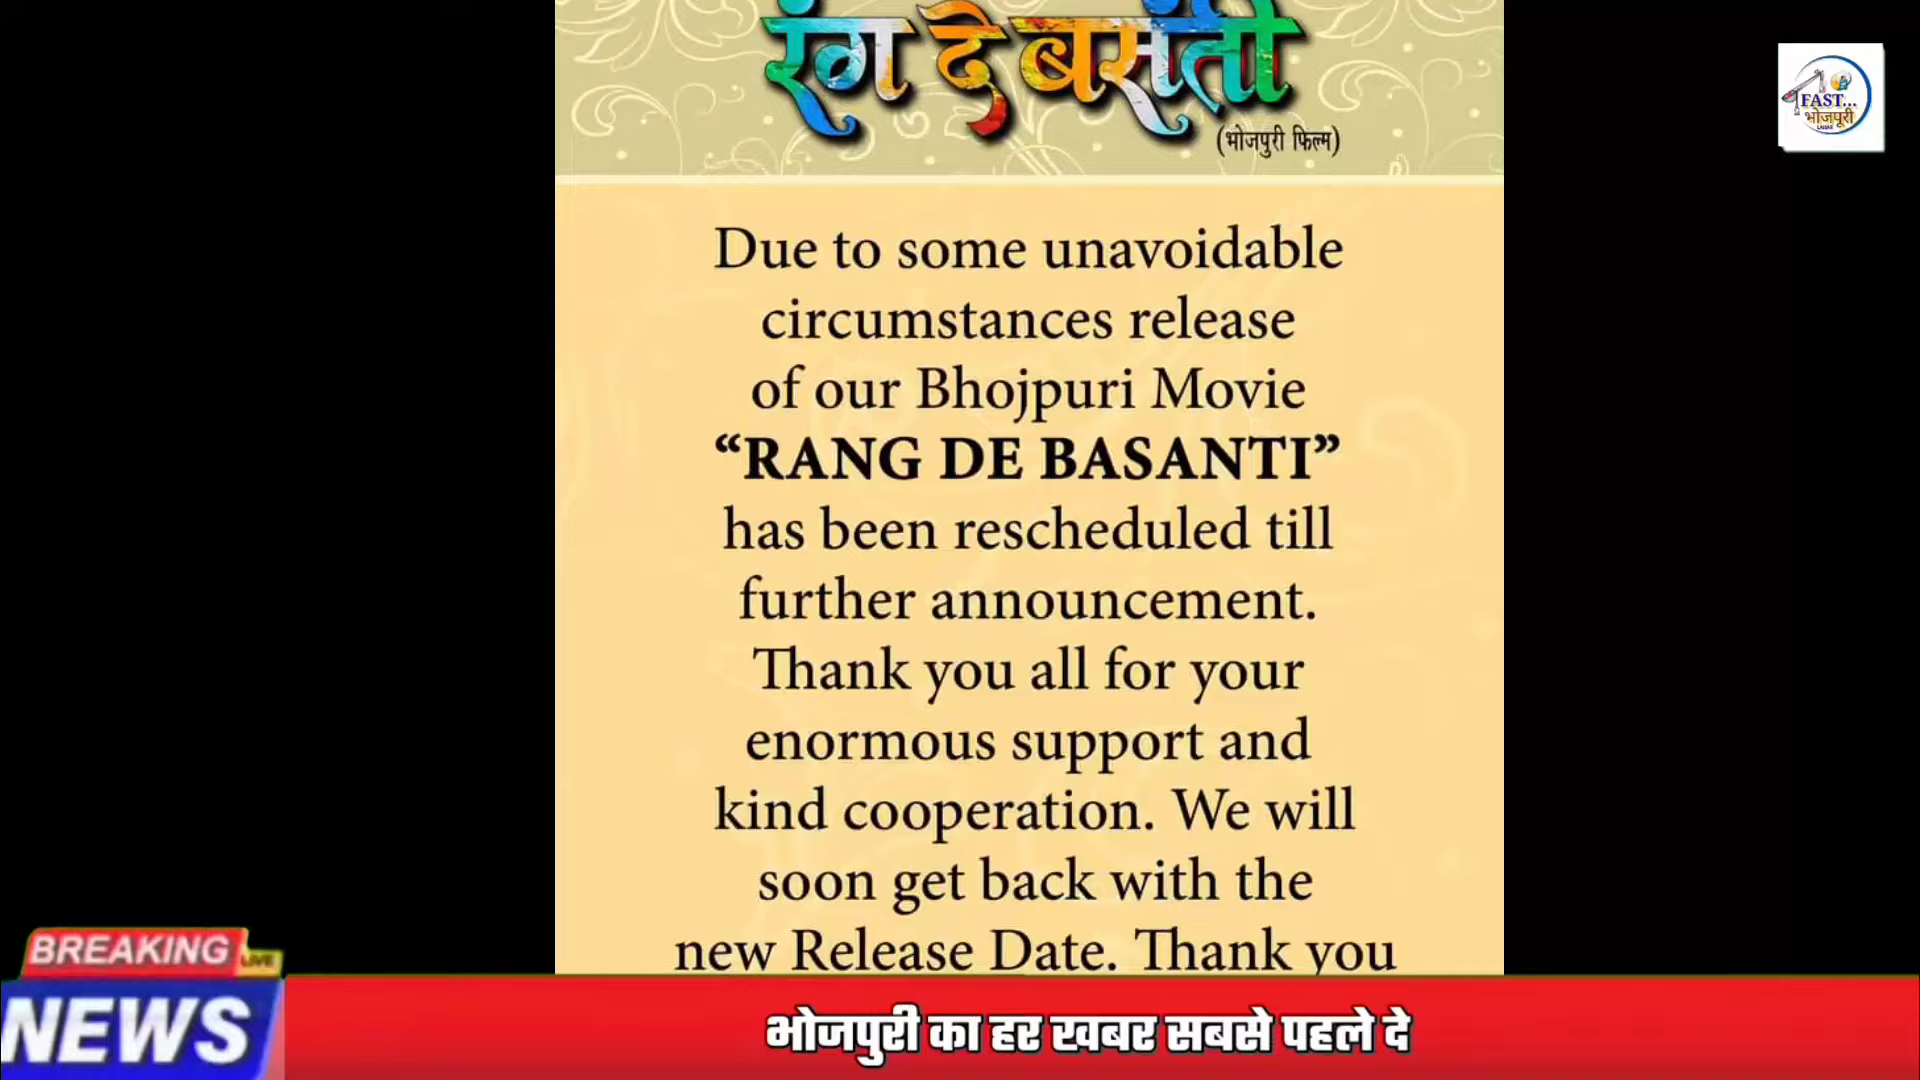 रंग दे बसंती
(भोजपुरी फिल्म)
FAST...
भोजपूरी
Due to some unavoidable
circumstances release
of our Bhojpuri Movie
“RANG DE BASANTI”
has been rescheduled till
further announcement.
Thank you all for your
enormous support and
kind cooperation. We will
soon get back with the
new Release Date. Thank you
BREAKING
LIVE
NEWS
भोजपुरी का हर खबर सबसे पहले दे